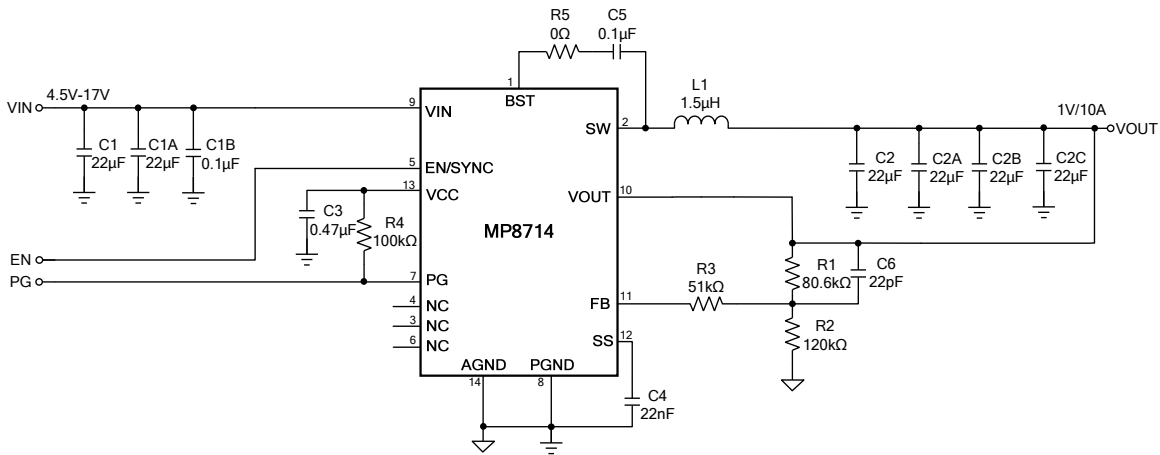 R5
0Ω
C5
0.1µF
1
BST
4.5V-17V
VIN
9
VIN
C1
22µF
C1A
22µF
C1B
0.1µF
SW
2
L1
1.5µH
1V/10A
VOUT
C2
22µF
C2A
22µF
C2B
22µF
C2C
22µF
5
EN/SYNC
13
VCC
C3
0.47µF
R4
100kΩ
MP8714
VOUT
10
EN
PG
7
PG
4
NC
3
NC
6
NC
R3
51kΩ
R1
80.6kΩ
C6
22pF
FB
11
R2
120kΩ
SS
12
AGND
14
PGND
8
C4
22nF